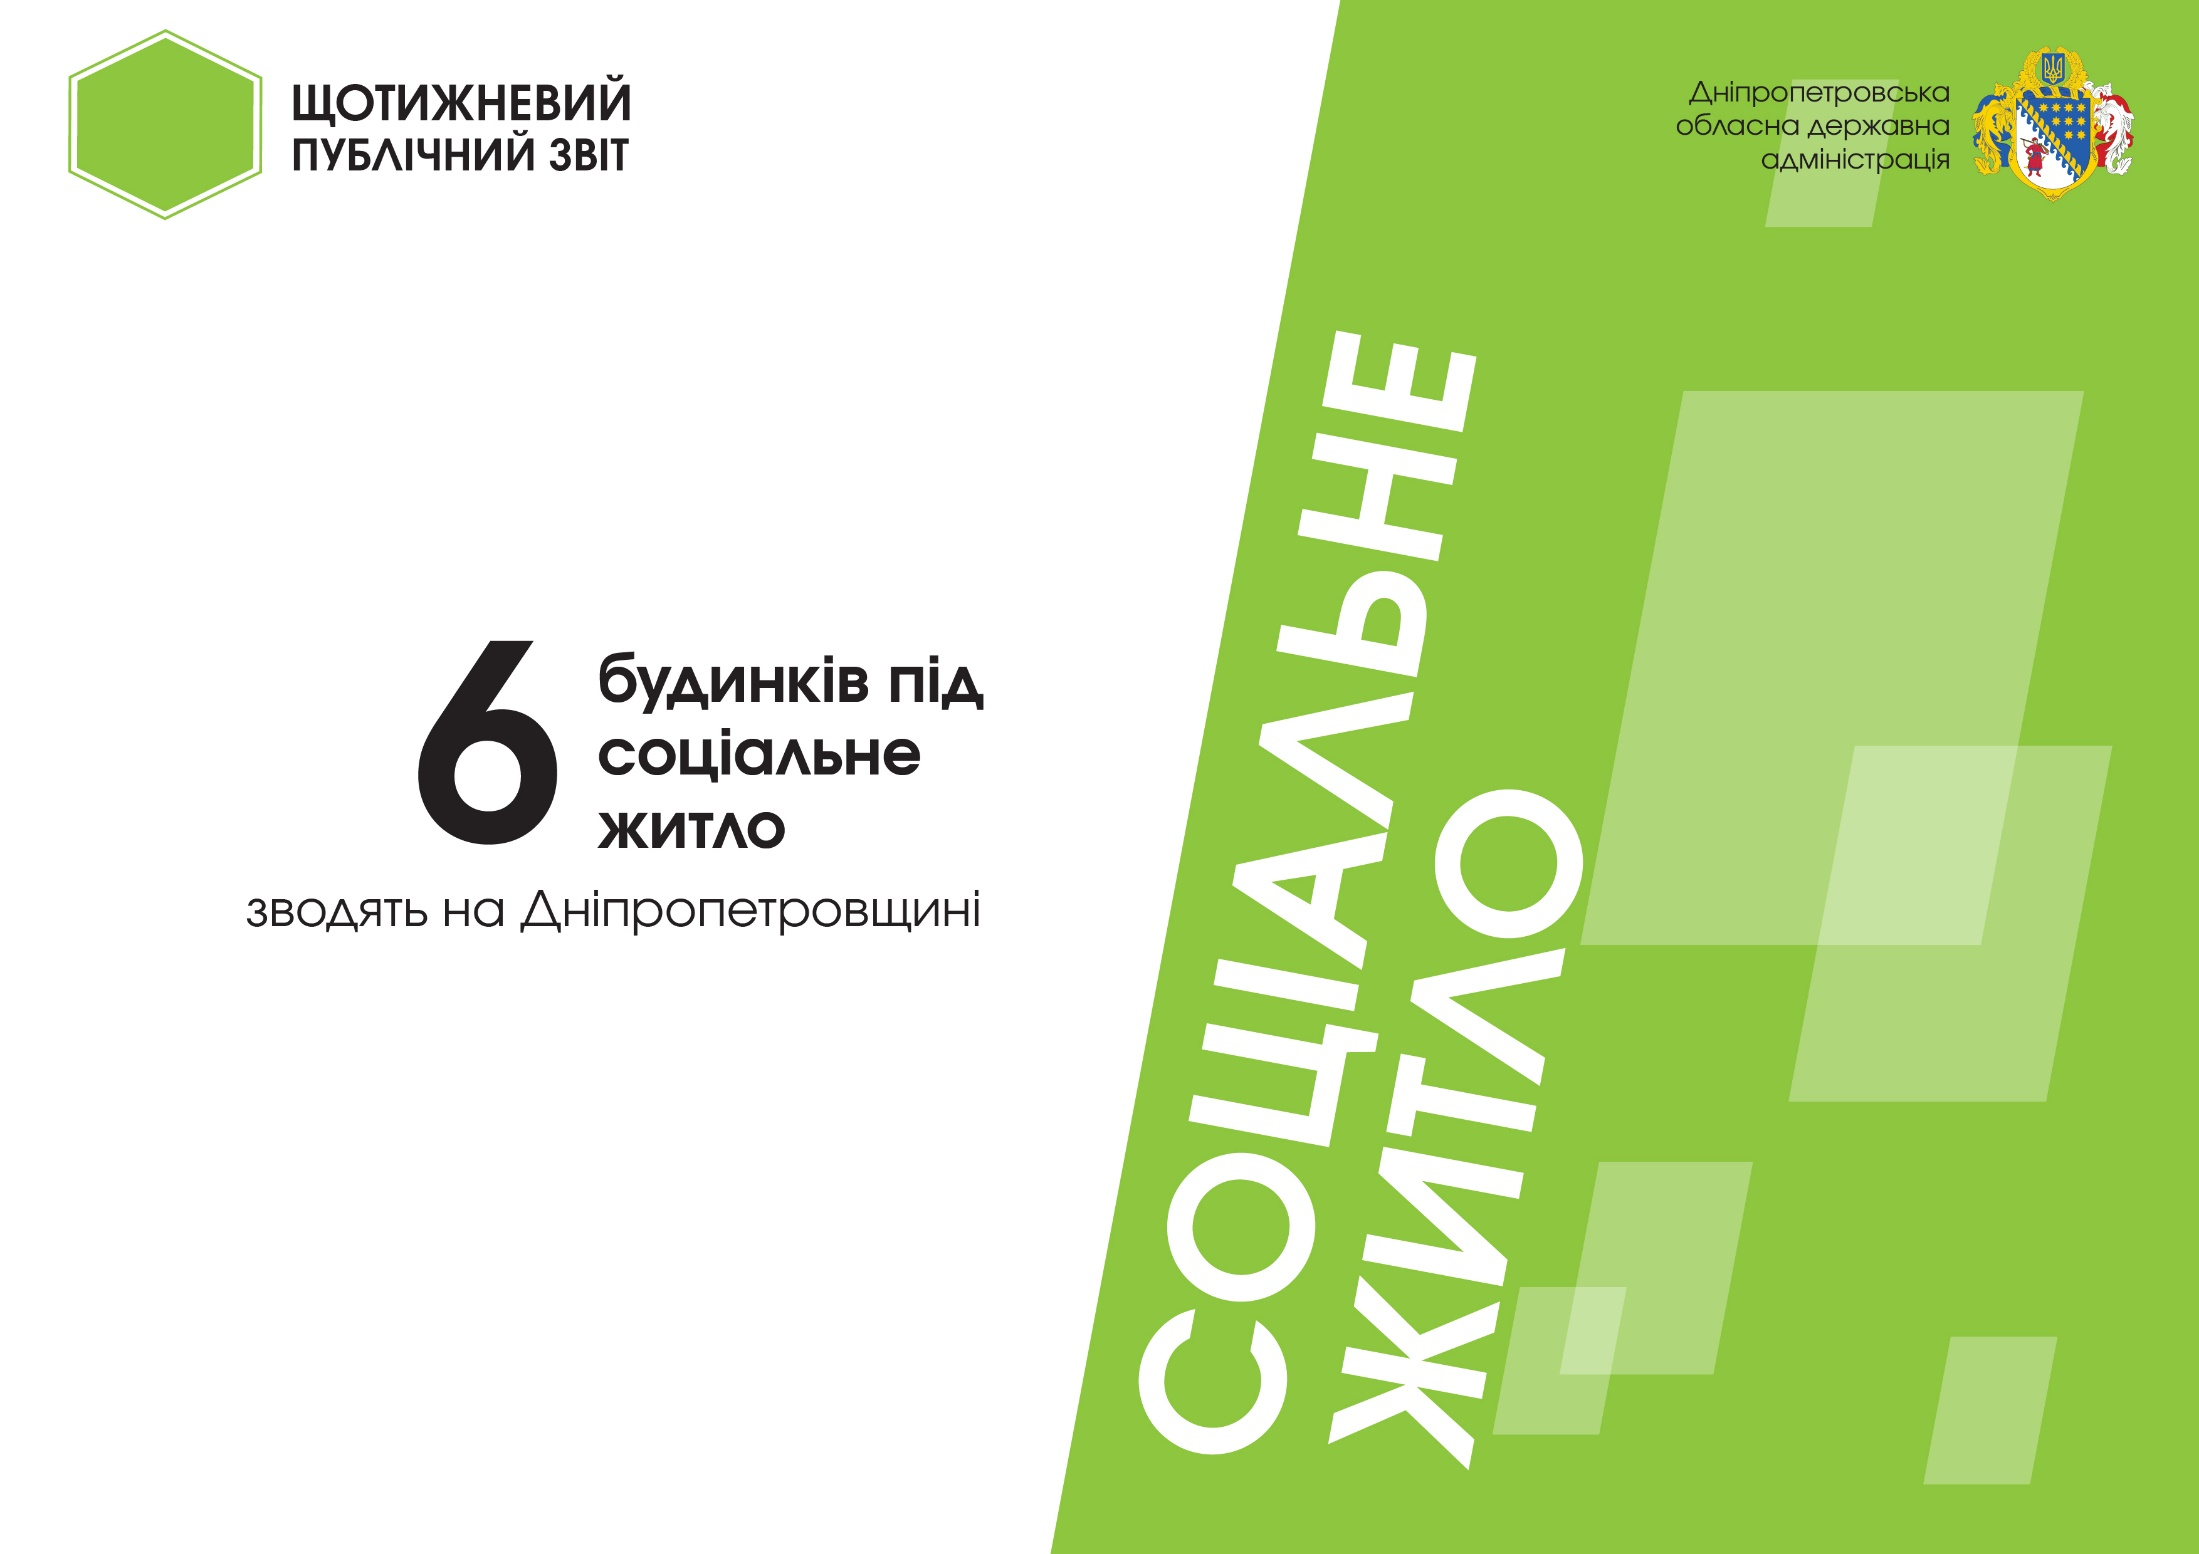 ЩОТИЖНЕВИЙ
ПУБЛІЧНИЙ ЗВІТ
Дніпропетровська
обласна державна
адміністрація
6
будинків під
соціальне
житло
зводять на Дніпропетровщині
СОЦІАЛЬНЕ
ЖИТЛО